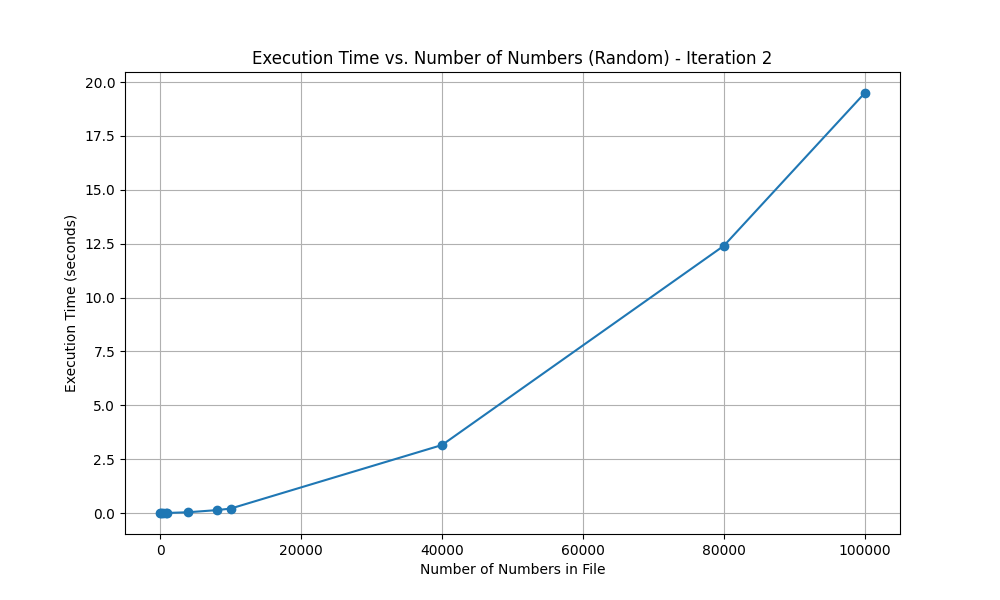 Execution Time vs. Number of Numbers (Random) - Iteration 2
20.0
17.5
15.0
12.5
10.0
7.5
5.0
2.5
0.0
Execution Time (seconds)
0 20000 40000 60000 80000 100000
Number of Numbers in File